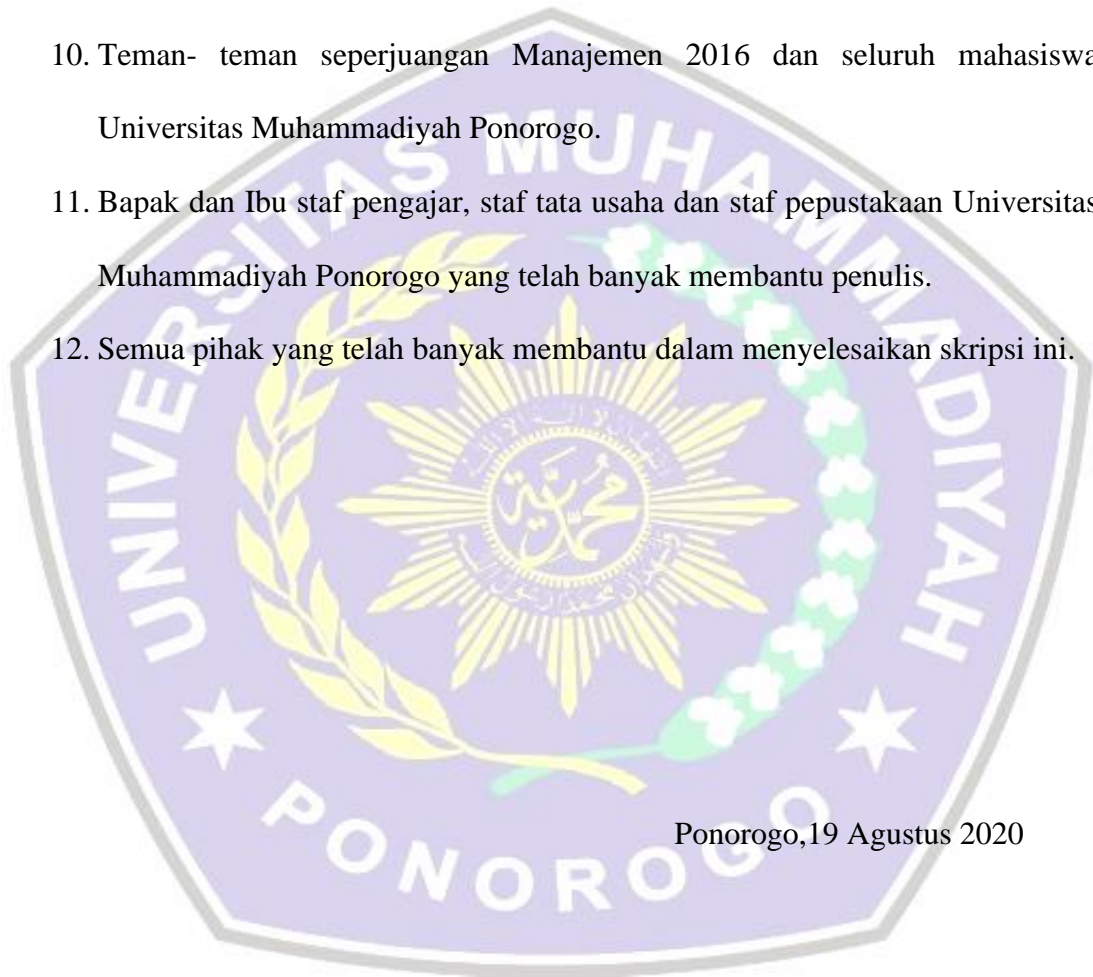 10. Teman- teman seperjuangan Manajemen 2016 dan seluruh mahasiswa
Universitas Muhammadiyah Ponorogo.
11. Bapak dan Ibu staf pengajar, staf tata usaha dan staf pepustakaan Universitas
Muhammadiyah Ponorogo yang telah banyak membantu penulis.
12. Semua pihak yang telah banyak membantu dalam menyelesaikan skripsi ini.
UNIVERSITAS MUHAMMADIYAH
محمدية
PONOROGO
Ponorogo,19 Agustus 2020